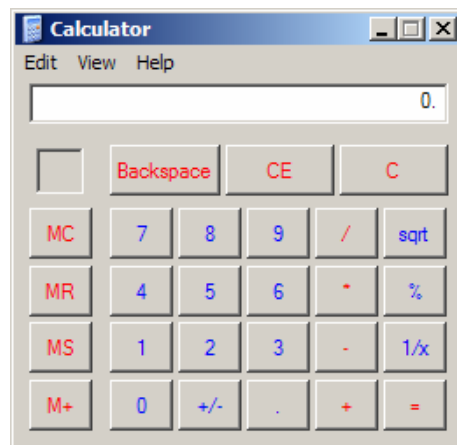 Calculator
Edit View Help
0.
Backspace CE C
MC 7 8 9 / sqrt
MR 4 5 6 * %
MS 1 2 3 - 1/x
M+ 0 +/- . + =